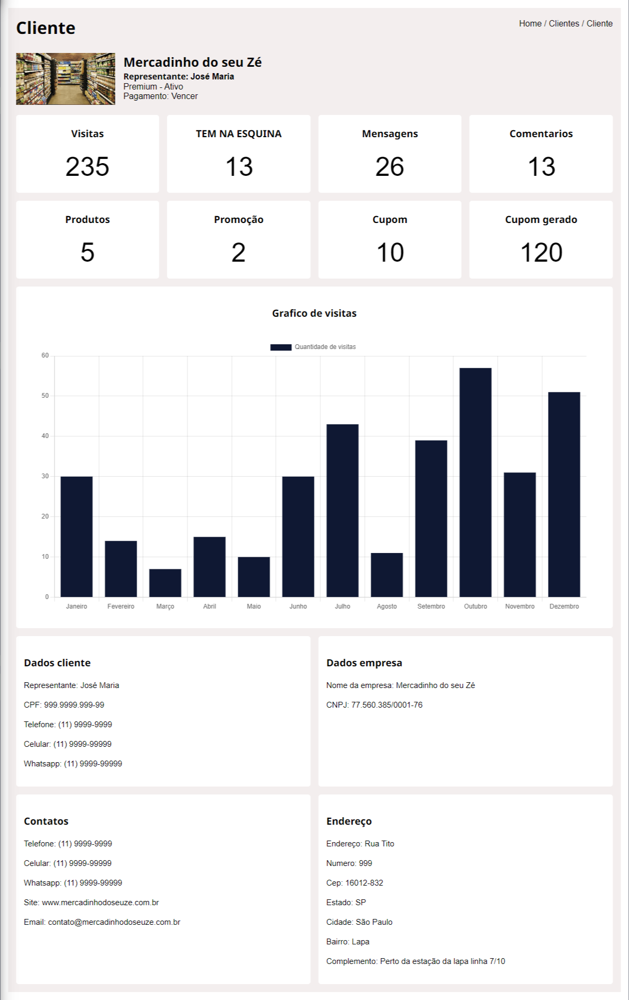 Cliente
Home / Clientes / Cliente
Mercadinho do seu Zé
Representante: José Maria
Premium - Ativo
Pagamento: Vencer
Visitas
235
TEM NA ESQUINA
13
Mensagens
26
Comentarios
13
Produtos
5
Promoção
2
Cupom
10
Cupom gerado
120
Grafico de visitas
Quantidade de visitas
60
50
40
30
20
10
0
Janeiro Fevereiro Março Abril Maio Junho Julho Agosto Setembro Outubro Novembro Dezembro
Dados cliente
Representante: José Maria
CPF: 999.9999.999-99
Telefone: (11) 9999-9999
Celular: (11) 9999-99999
Whatsapp: (11) 9999-99999
Dados empresa
Nome da empresa: Mercadinho do seu Zé
CNPJ: 77.560.385/0001-76
Contatos
Telefone: (11) 9999-9999
Celular: (11) 9999-99999
Whatsapp: (11) 9999-99999
Site: www.mercadinhodoseuze.com.br
Email: contato@mercadinhodoseuze.com.br
Endereço
Endereço: Rua Tito
Numero: 999
Cep: 16012-832
Estado: SP
Cidade: São Paulo
Bairro: Lapa
Complemento: Perto da estação da lapa linha 7/10